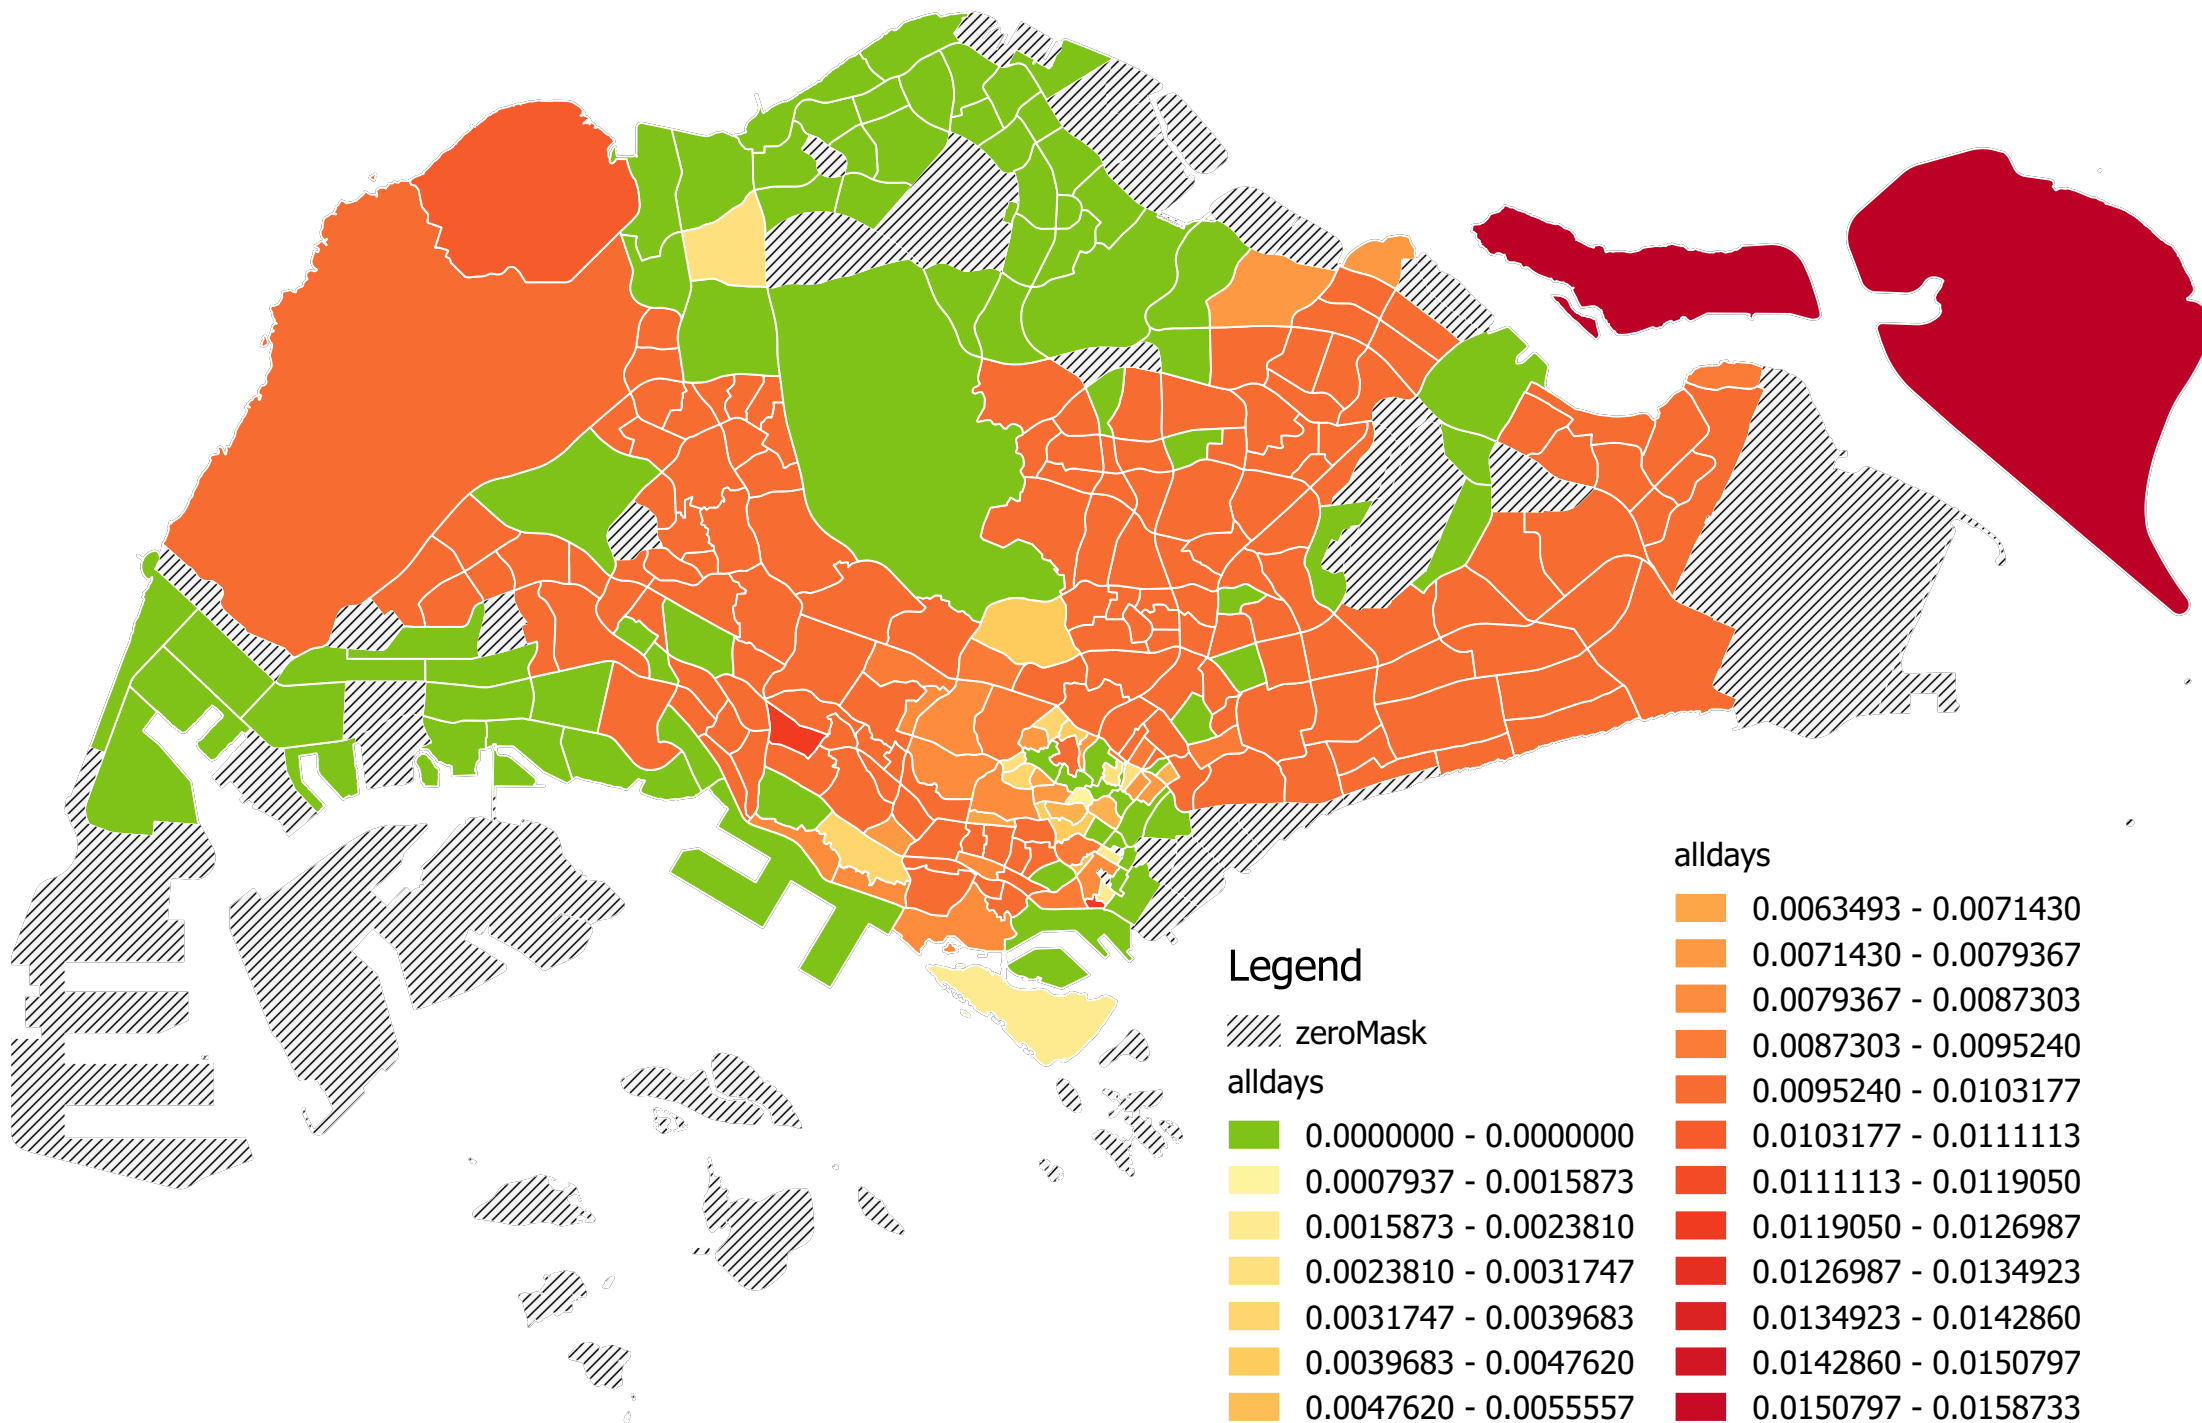 Legend
zeroMask
alldays
0.0000000 - 0.0000000
0.0007937 - 0.0015873
0.0015873 - 0.0023810
0.0023810 - 0.0031747
0.0031747 - 0.0039683
0.0039683 - 0.0047620
0.0047620 - 0.0055557
alldays
0.0063493 - 0.0071430
0.0071430 - 0.0079367
0.0079367 - 0.0087303
0.0087303 - 0.0095240
0.0095240 - 0.0103177
0.0103177 - 0.0111113
0.0111113 - 0.0119050
0.0119050 - 0.0126987
0.0126987 - 0.0134923
0.0134923 - 0.0142860
0.0142860 - 0.0150797
0.0150797 - 0.0158733